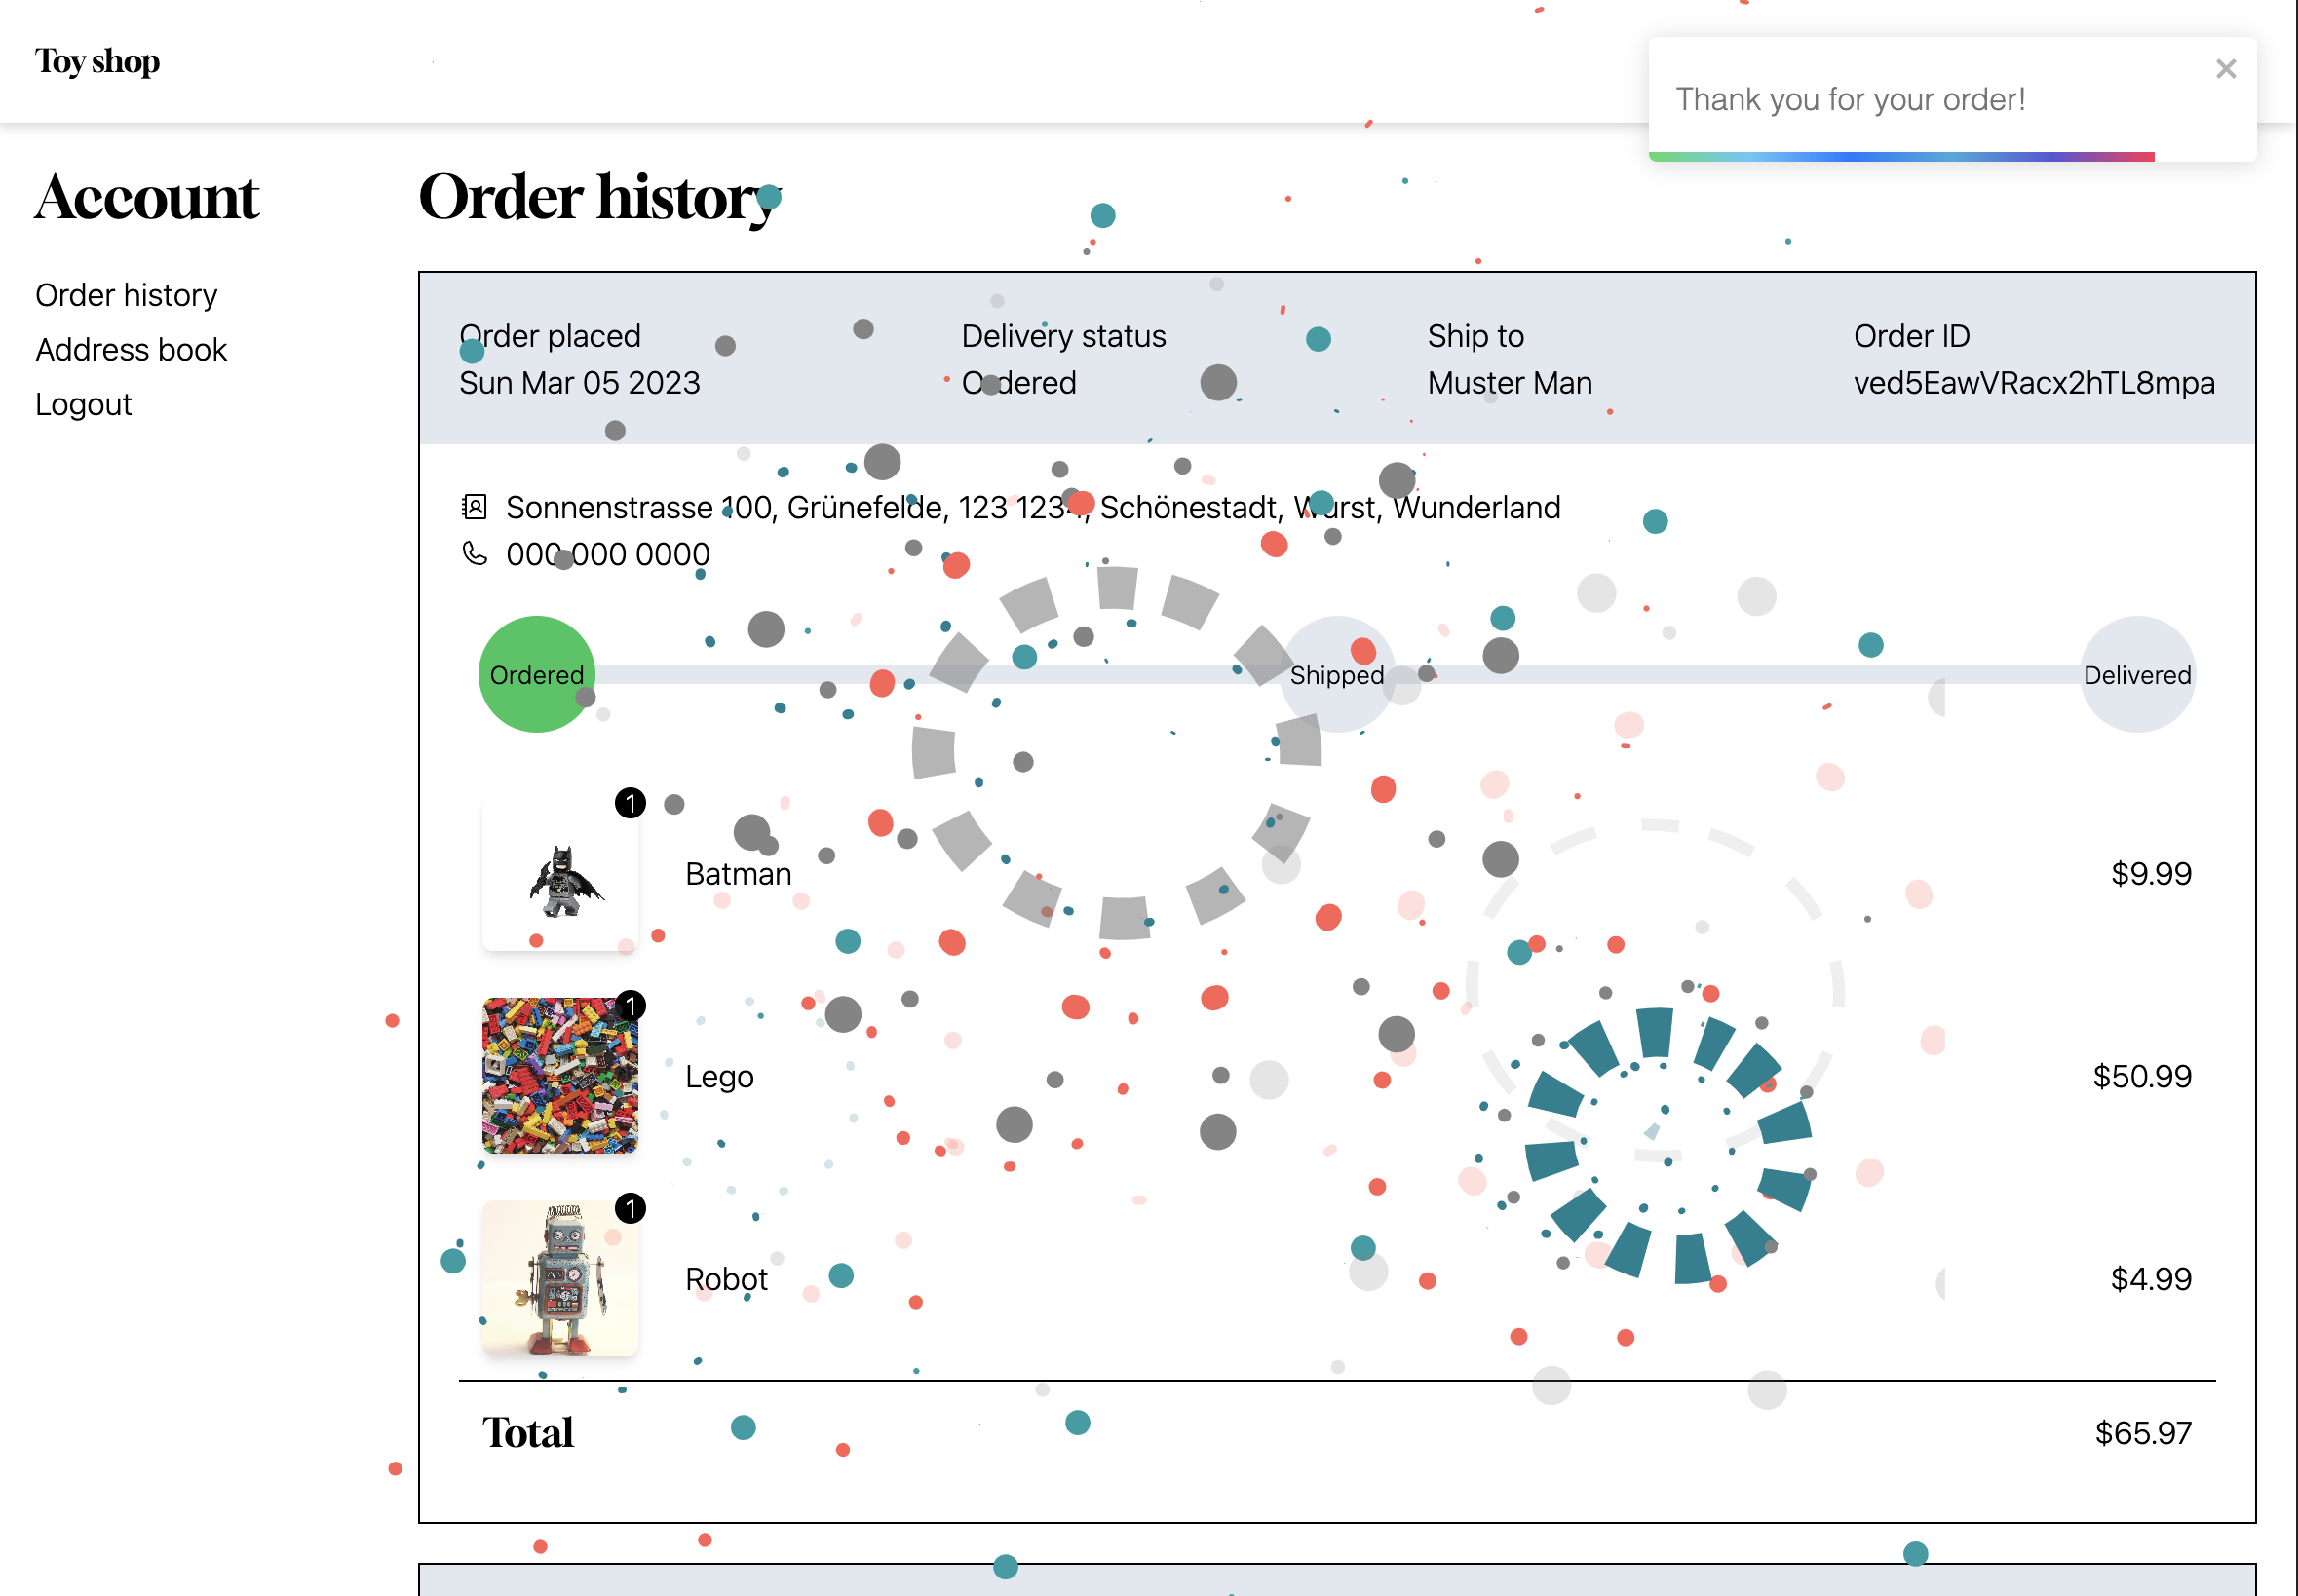 Toy shop
Thank you for your order!
Account
Order history
Address book
Logout
Order history
Order placed
Sun Mar 05 2023
Delivery status
Ordered
Ship to
Muster Man
Order ID
ved5EawVRacx2hTL8mpa
Sonnenstrasse 100, Grünefelde, 123 1234, Schönestadt, Wurst, Wunderland
000 000 0000
Ordered
Shipped
Delivered
1
Batman
$9.99
1
Lego
$50.99
1
Robot
$4.99
Total
$65.97